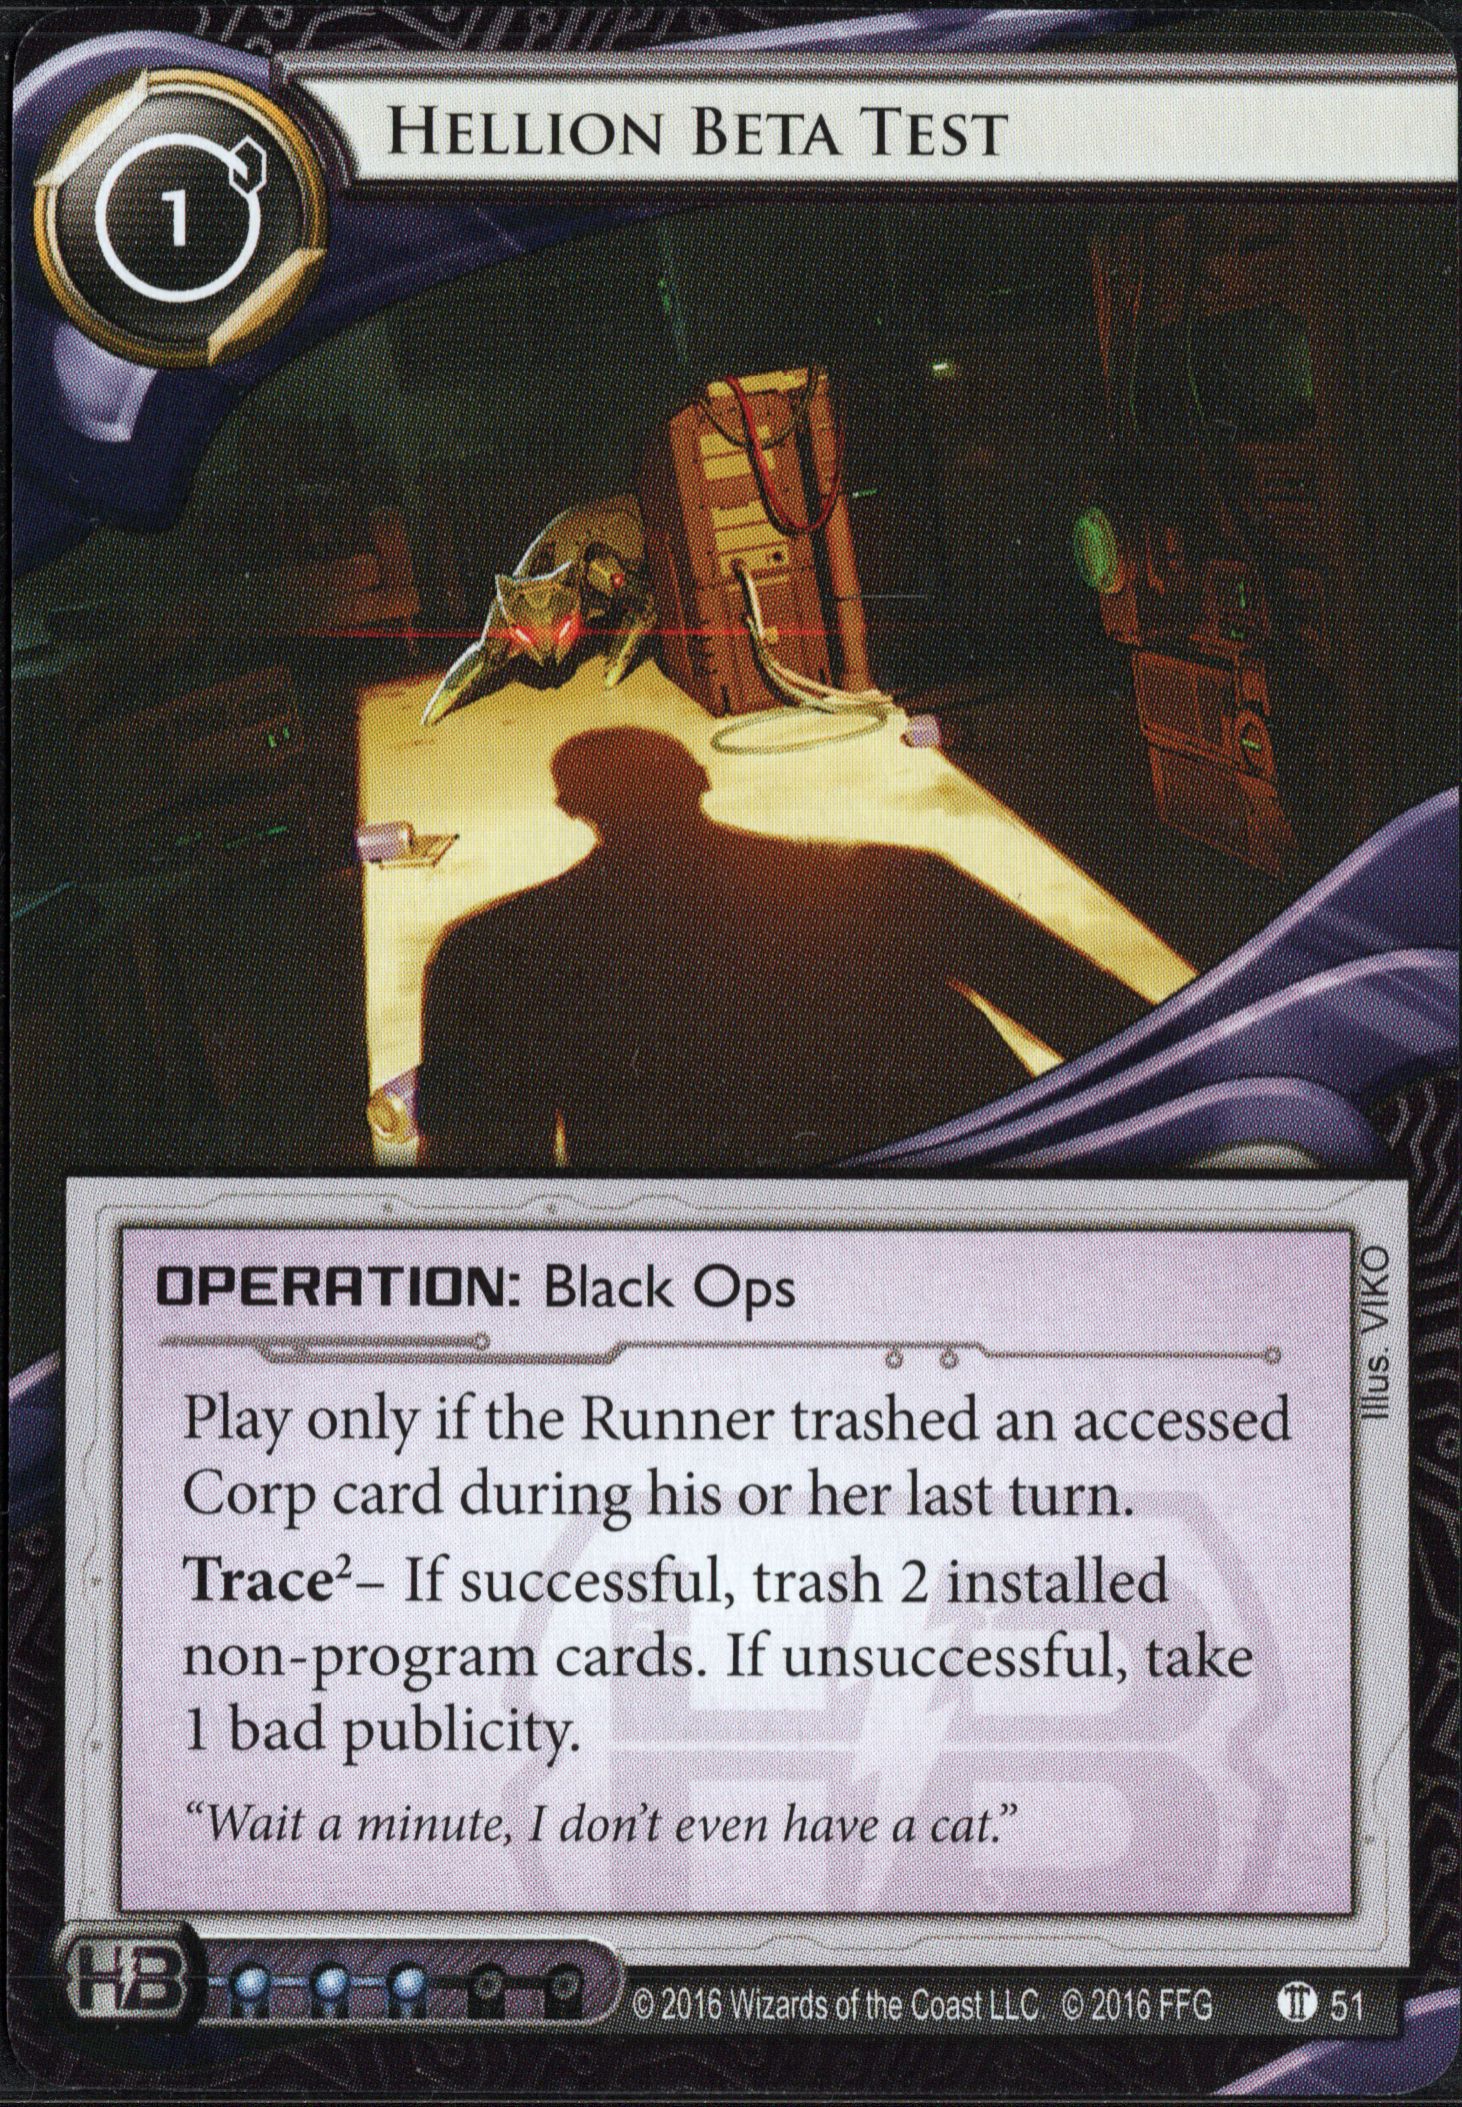 1
HELLION BETA TEST
OPERATION: Black Ops
Play only if the Runner trashed an accessed
Corp card during his or her last turn.
Trace²– If successful, trash 2 installed
non-program cards. If unsuccessful, take
1 bad publicity.
“Wait a minute, I don’t even have a cat.”
Illus. VIKO
HB
© 2016 Wizards of the Coast LLC. © 2016 FFG
51